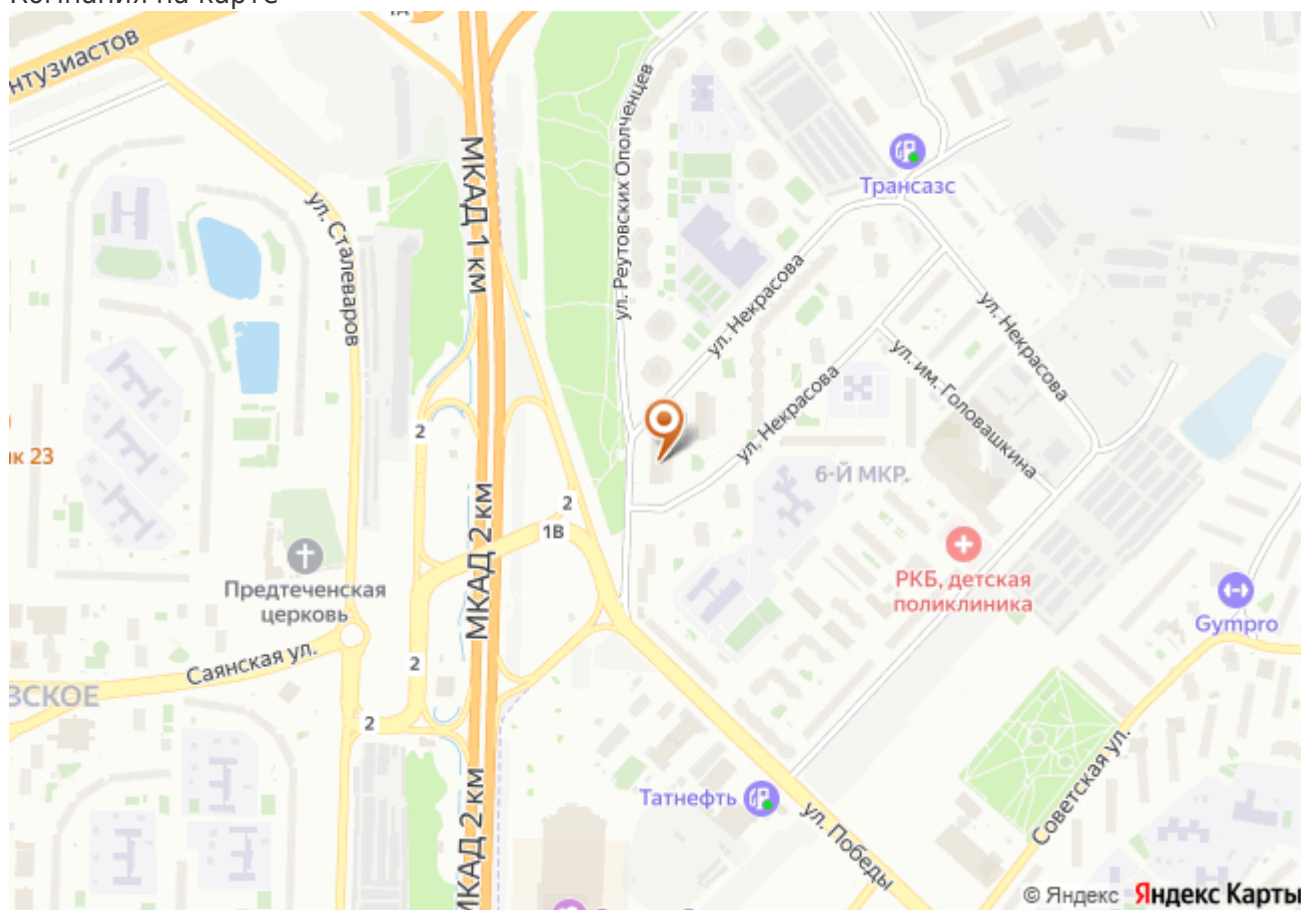 Компания на карте
нтузиастов
ул. Сталеваров
МКАД 1 км
ул. Реутовских Ополченцев
Трансазс
ул. Некрасова
ул. Некрасова
ул. Некрасова
ул. им. Головашкина
2
к 23
6-Й МКР.
МКАД 2 км
2
1В
Предтеченская
церковь
РКБ, детская
поликлиника
Gympro
Саянская ул.
2
ВСКОЕ
2
Татнефть
ул. Победы
Советская ул.
МКАД 2 км
© Яндекс Яндекс Карты